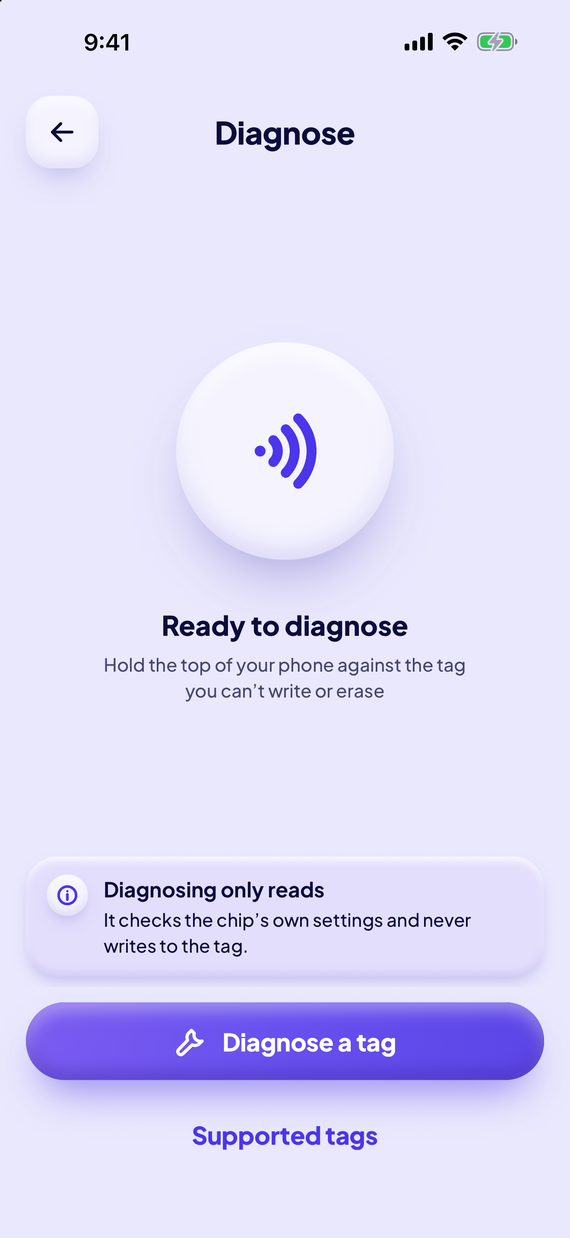 9:41
Diagnose
Ready to diagnose
Hold the top of your phone against the tag
you can’t write or erase
Diagnosing only reads
It checks the chip’s own settings and never
writes to the tag.
Diagnose a tag
Supported tags